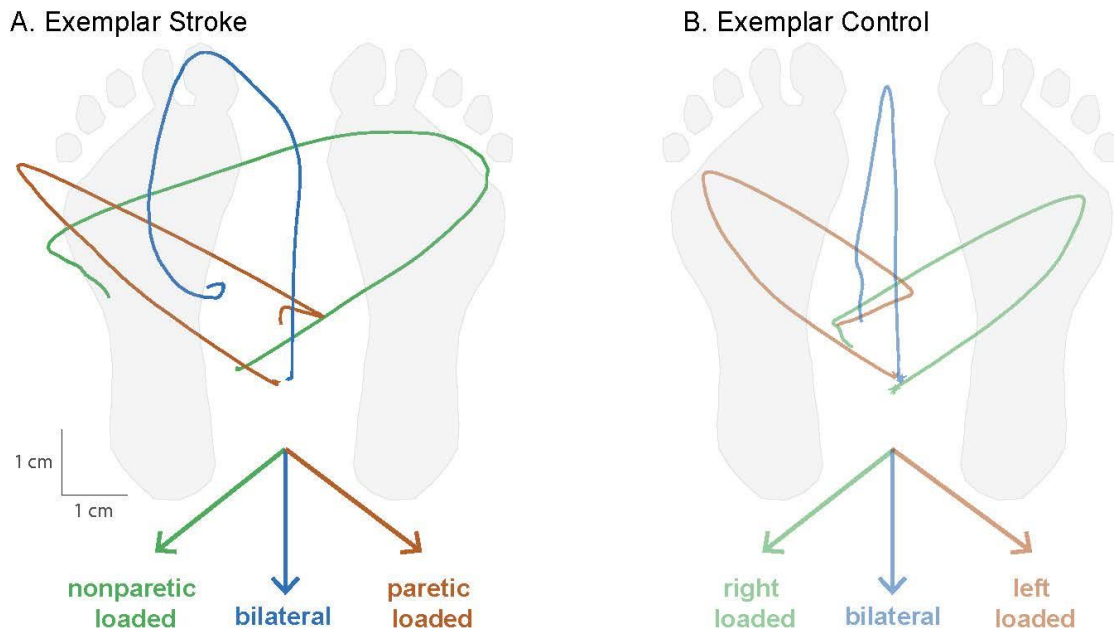 A. Exemplar Stroke
B. Exemplar Control
1 cm
1 cm
nonparetic
loaded
bilateral
paretic
loaded
right
loaded
bilateral
left
loaded